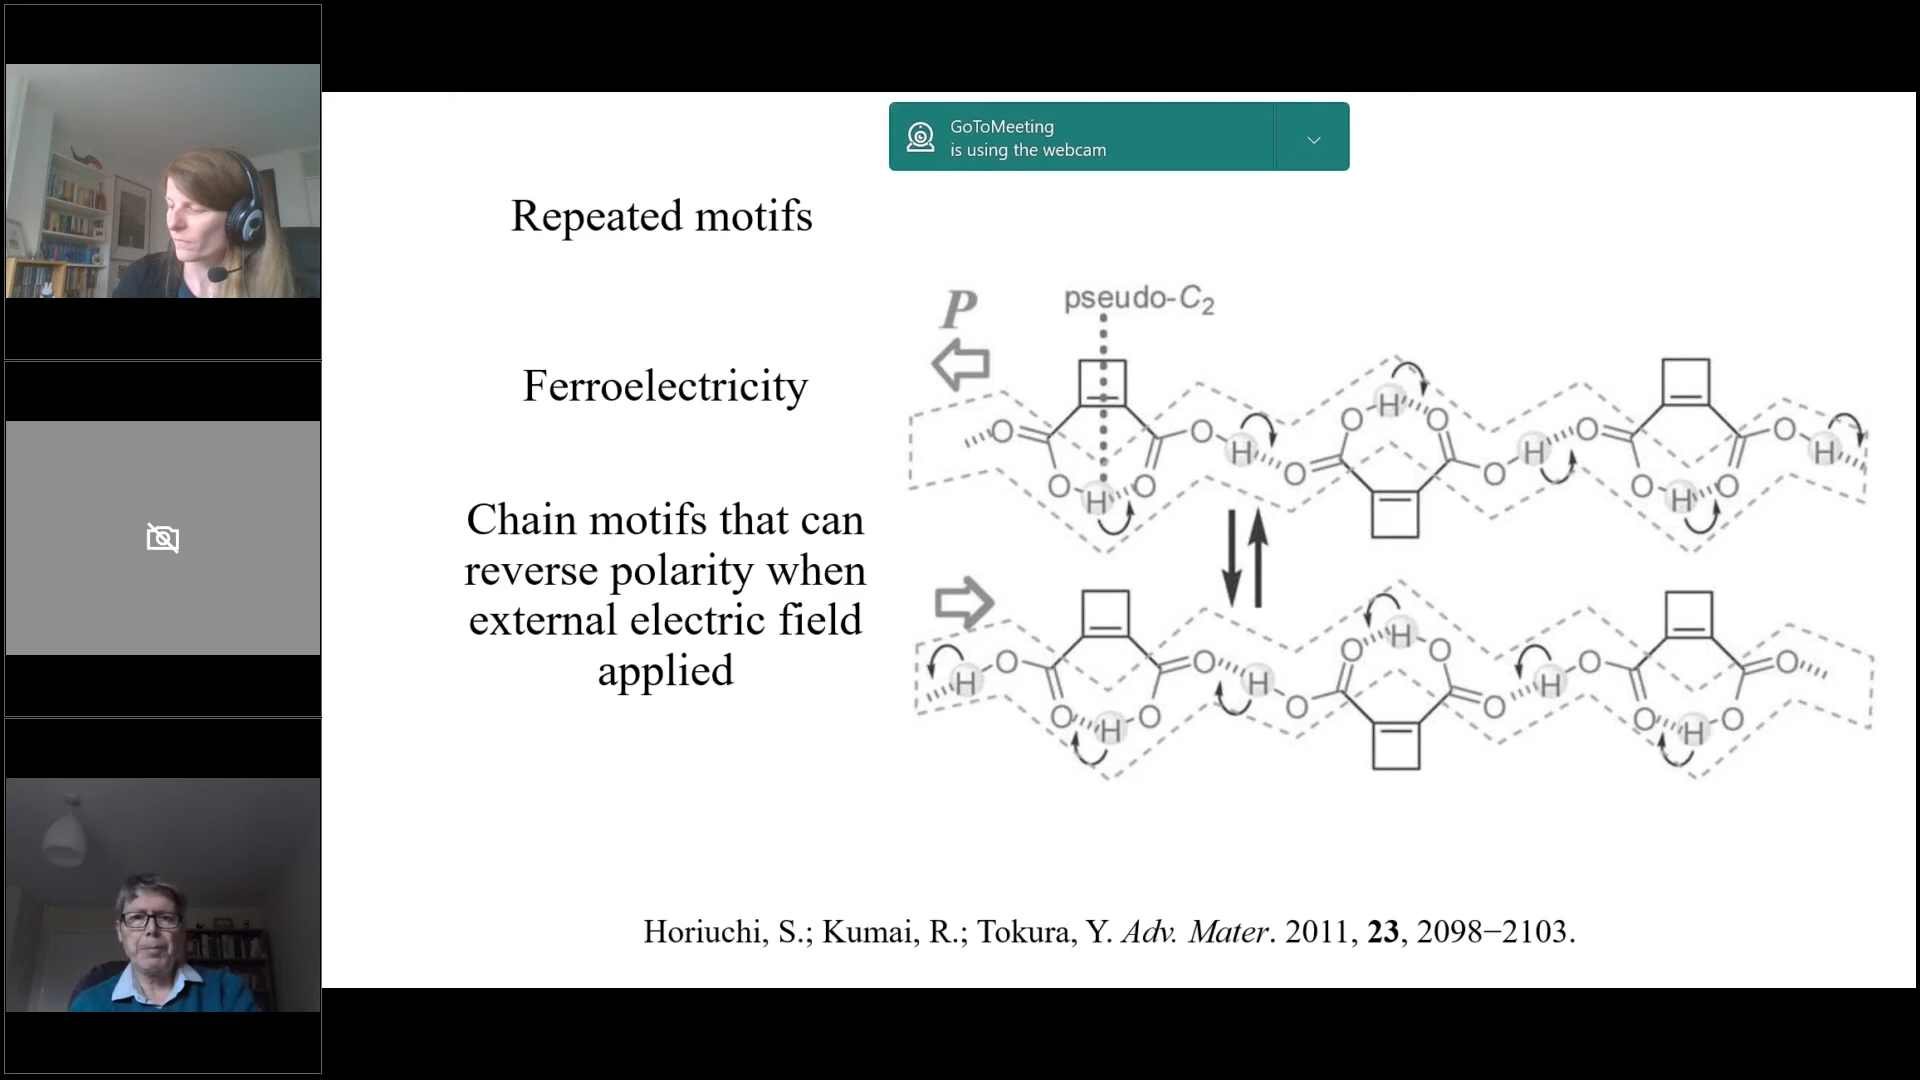 GoToMeeting
is using the webcam
Repeated motifs
Ferroelectricity
Chain motifs that can
reverse polarity when
external electric field
applied
P
pseudo-C₂
H
O
O
O
H
O
H
O
O
H
O
O
H
O
O
O
H
O
O
H
O
H
O
O
O
H
O
O
H
O
O
O
H
O
O
H
O
O
H
O
O
H
O
Horiuchi, S.; Kumai, R.; Tokura, Y. Adv. Mater. 2011, 23, 2098−2103.